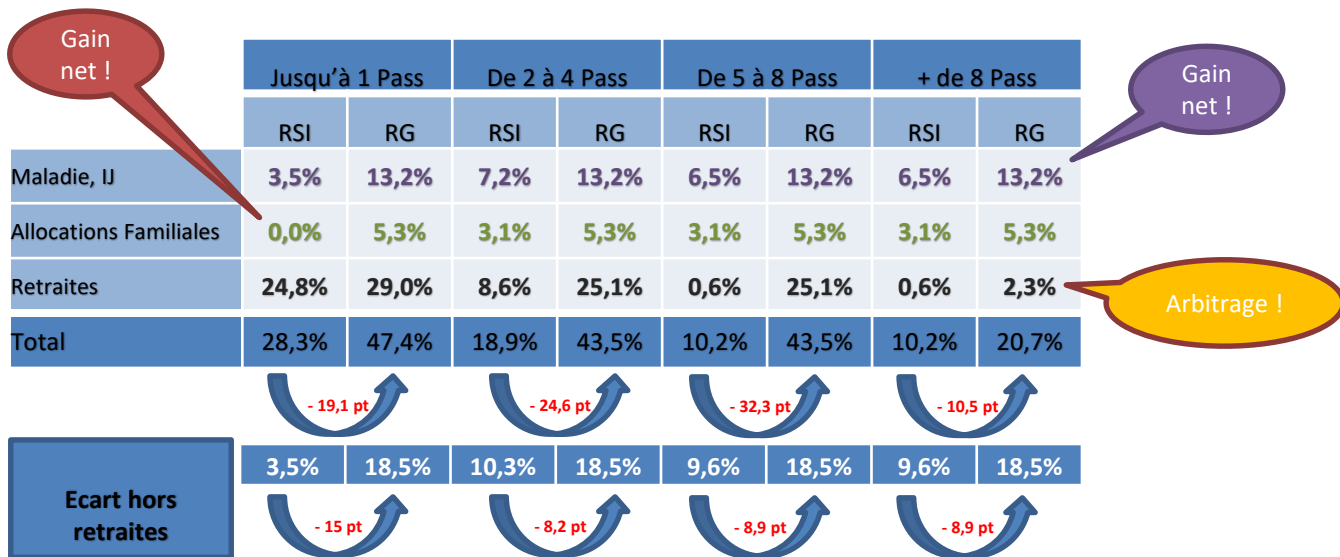 Gain
net !
Jusqu'à 1 Pass De 2 à 4 Pass De 5 à 8 Pass + de 8 Pass
Gain
net !
RSI RG RSI RG RSI RG RSI RG
Maladie, IJ 3,5% 13,2% 7,2% 13,2% 6,5% 13,2% 6,5% 13,2%
Allocations Familiales 0,0% 5,3% 3,1% 5,3% 3,1% 5,3% 3,1% 5,3%
Retraites 24,8% 29,0% 8,6% 25,1% 0,6% 25,1% 0,6% 2,3%
Arbitrage !
Total 28,3% 47,4% 18,9% 43,5% 10,2% 43,5% 10,2% 20,7%
- 19,1 pt - 24,6 pt - 32,3 pt - 10,5 pt
3,5% 18,5% 10,3% 18,5% 9,6% 18,5% 9,6% 18,5%
Ecart hors
retraites
- 15 pt - 8,2 pt - 8,9 pt - 8,9 pt